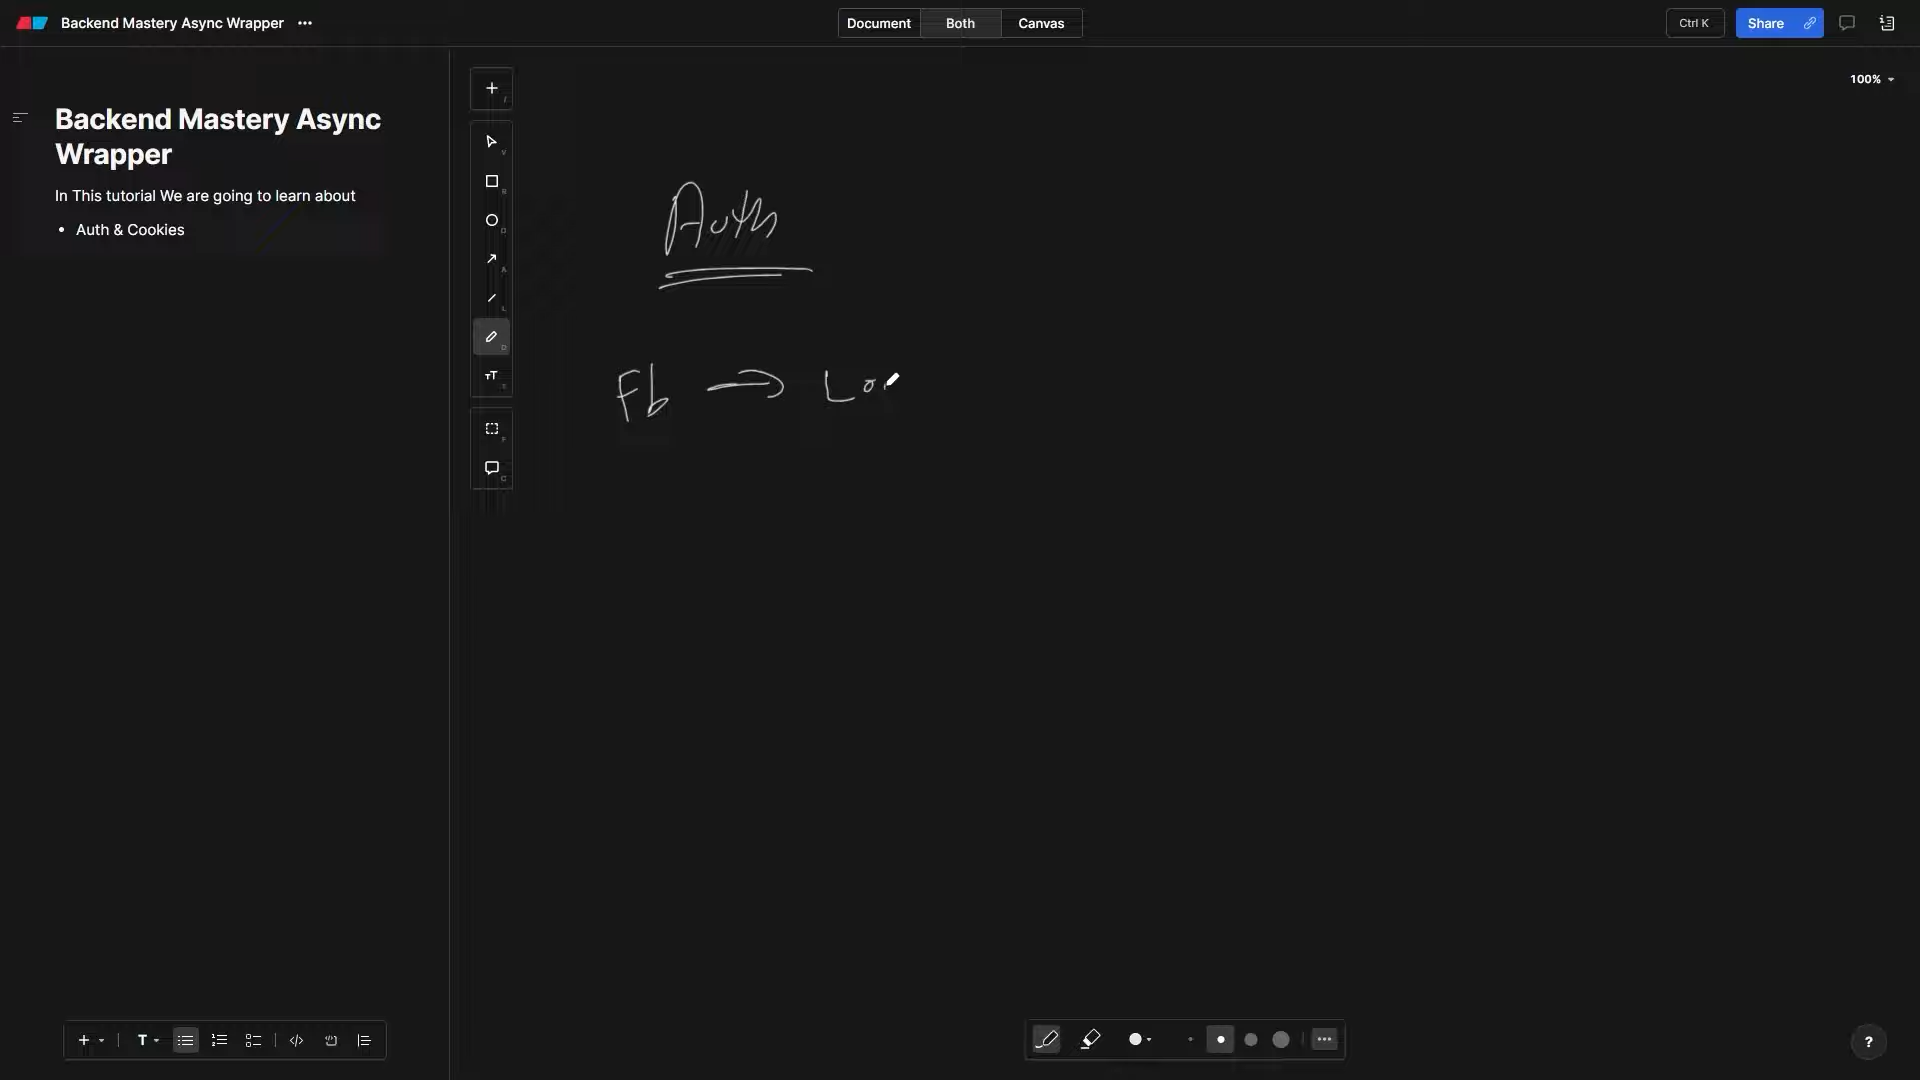 Backend Mastery Async Wrapper
Document Both Canvas
Ctrl K
Share
100%
Backend Mastery Async
Wrapper
In This tutorial We are going to learn about
• Auth & Cookies
Auth
Fb → Lo